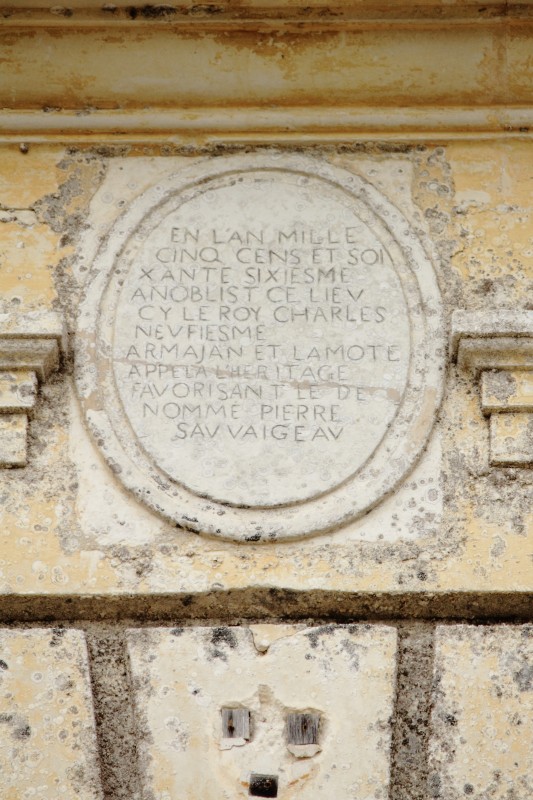 EN L'AN MILLE
CINQ CENS ET SOI
XANTE SIXIESME
ANOBLIST CE LIEV
CY LE ROY CHARLES
NEVFIESME
ARMAJAN ET LAMOTE
APPELA L'HERITAGE
FAVORISANT LE DE
NOMME PIERRE
SAVVAIGEAV